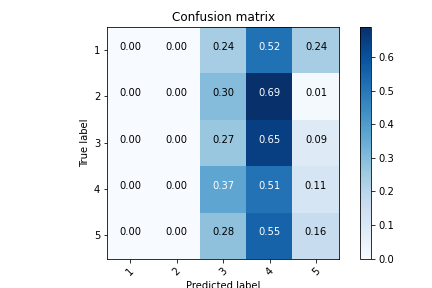 Confusion matrix
1 0.00 0.00 0.24 0.52 0.24
2 0.00 0.00 0.30 0.69 0.01
3 0.00 0.00 0.27 0.65 0.09
4 0.00 0.00 0.37 0.51 0.11
5 0.00 0.00 0.28 0.55 0.16
1 2 3 4 5
True label
Predicted label
0.6
0.5
0.4
0.3
0.2
0.1
0.0